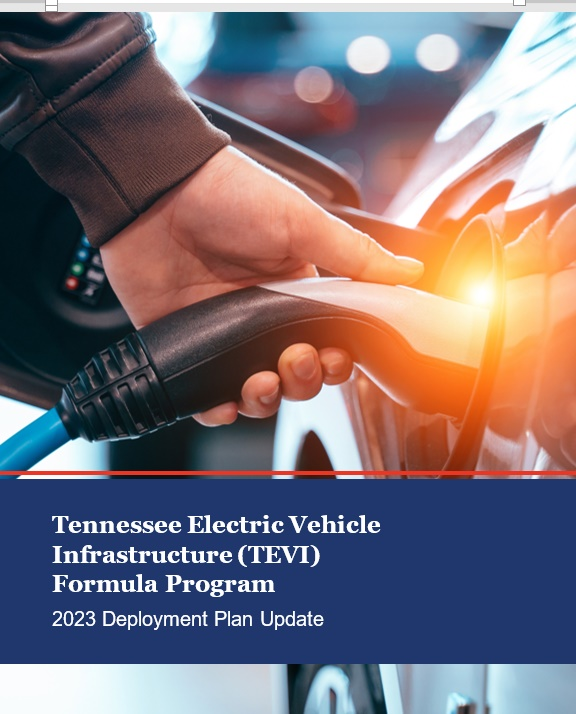 Tennessee Electric Vehicle
Infrastructure (TEVI)
Formula Program
2023 Deployment Plan Update